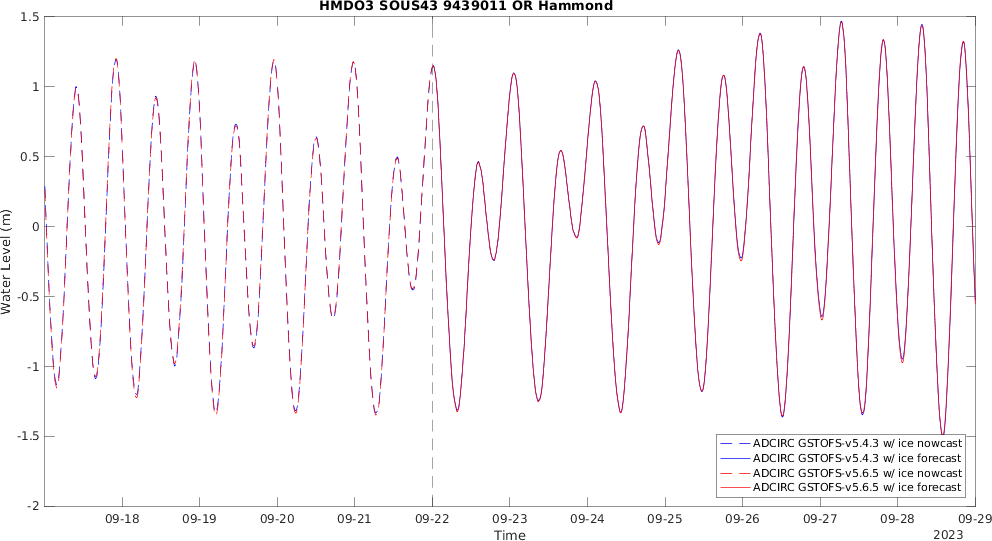 HMDO3 SOUS43 9439011 OR Hammond
Water Level (m)
1.5
1
0.5
0
-0.5
-1
-1.5
-2
ADCIRC GSTOFS-v5.4.3 w/ ice nowcast
ADCIRC GSTOFS-v5.4.3 w/ ice forecast
ADCIRC GSTOFS-v5.6.5 w/ ice nowcast
ADCIRC GSTOFS-v5.6.5 w/ ice forecast
09-18 09-19 09-20 09-21 09-22 09-23 09-24 09-25 09-26 09-27 09-28 09-29
Time
2023